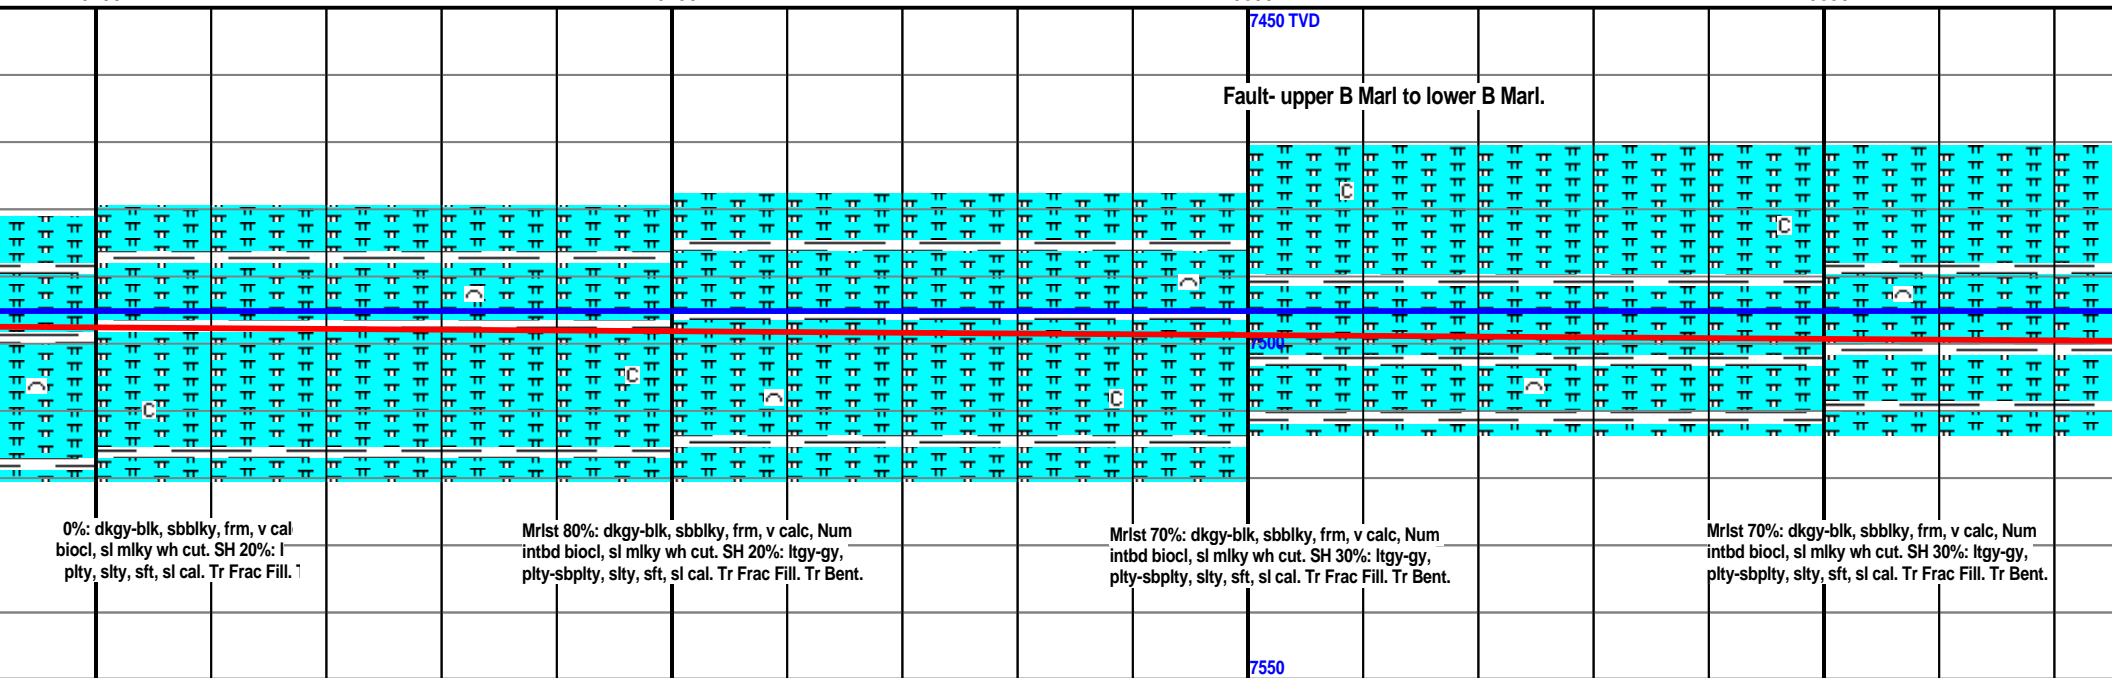 7450 TVD
Fault- upper B Marl to lower B Marl.
C
C
C
C
C
7500
0%: dkgy-blk, sbblky, frm, v cal
biocl, sl mlky wh cut. SH 20%: l
plty, slty, sft, sl cal. Tr Frac Fill.
Mrlst 80%: dkgy-blk, sbblky, frm, v calc, Num
intbd biocl, sl mlky wh cut. SH 20%: ltgy-gy,
plty-sbplty, slty, sft, sl cal. Tr Frac Fill. Tr Bent.
Mrlst 70%: dkgy-blk, sbblky, frm, v calc, Num
intbd biocl, sl mlky wh cut. SH 30%: ltgy-gy,
plty-sbplty, slty, sft, sl cal. Tr Frac Fill. Tr Bent.
Mrlst 70%: dkgy-blk, sbblky, frm, v calc, Num
intbd biocl, sl mlky wh cut. SH 30%: ltgy-gy,
plty-sbplty, slty, sft, sl cal. Tr Frac Fill. Tr Bent.
7550